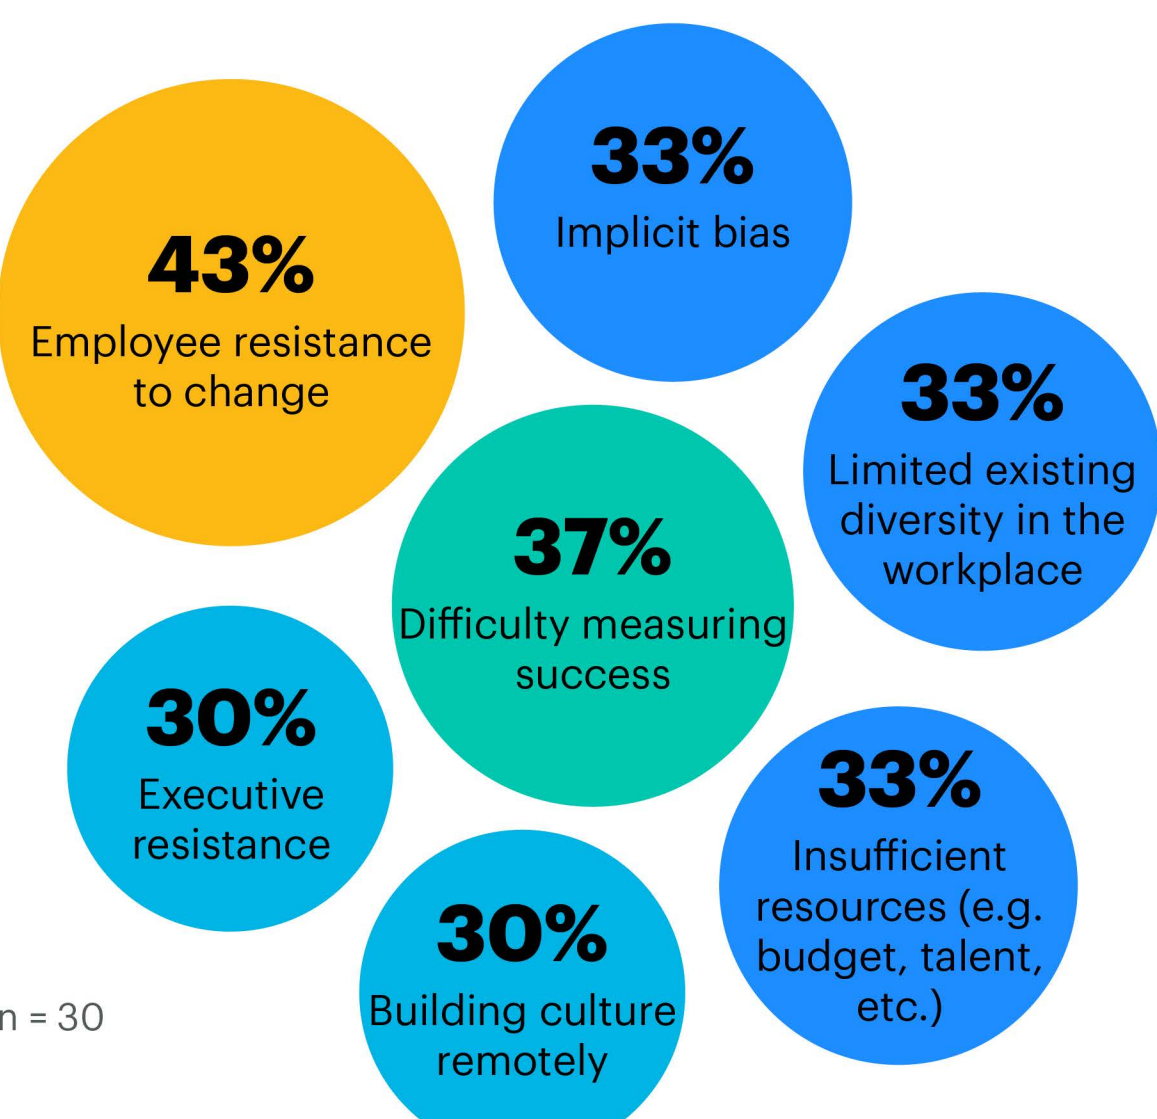 33%
Implicit bias
43%
Employee resistance
to change
33%
Limited existing
diversity in the
workplace
37%
Difficulty measuring
success
30%
Executive
resistance
33%
Insufficient
resources (e.g.
budget, talent,
etc.)
30%
Building culture
remotely
n = 30